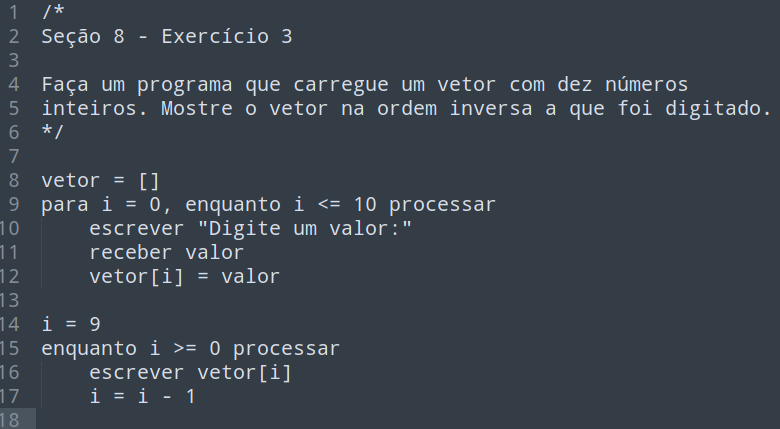 1 /*
2 Seção 8 - Exercício 3
3
4 Faça um programa que carregue um vetor com dez números
5 inteiros. Mostre o vetor na ordem inversa a que foi digitado.
6 */
7
8 vetor = []
9 para i = 0, enquanto i <= 10 processar
10     escrever "Digite um valor:"
11     receber valor
12     vetor[i] = valor
13
14 i = 9
15 enquanto i >= 0 processar
16     escrever vetor[i]
17     i = i - 1
18